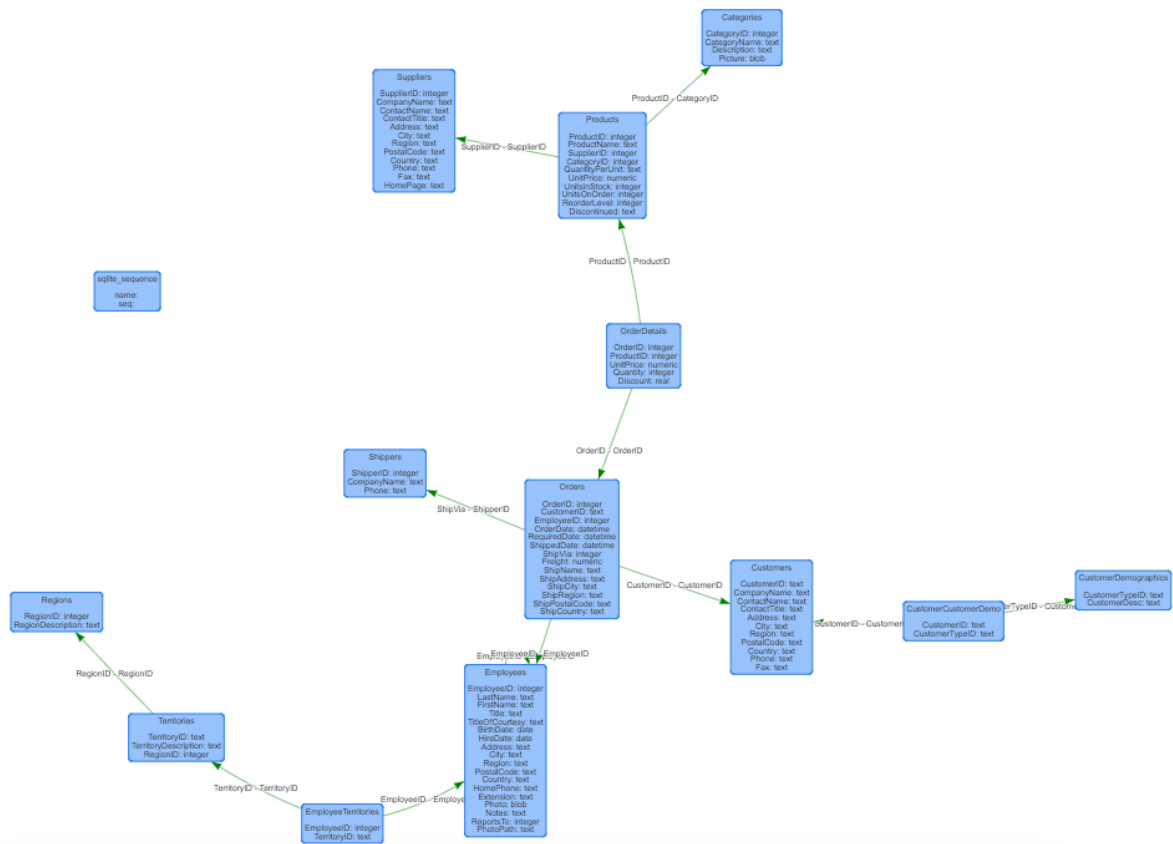 Categories
CategoryID: integer
CategoryName: text
Description: text
Picture: blob
Suppliers
SupplierID: integer
CompanyName: text
ContactName: text
ContactTitle: text
Address: text
City: text
Region: text
PostalCode: text
Country: text
Phone: text
Fax: text
HomePage: text
ProductID - CategoryID
Products
ProductID: integer
ProductName: text
SupplierID: integer
CategoryID: integer
QuantityPerUnit: text
UnitPrice: numeric
UnitsInStock: integer
UnitsOnOrder: integer
ReorderLevel: integer
Discontinued: text
SupplierID - SupplierID
ProductID - ProductID
sqlite_sequence
name:
seq:
OrderDetails
OrderID: integer
ProductID: integer
UnitPrice: numeric
Quantity: integer
Discount: real
OrderID - OrderID
Shippers
ShipperID: integer
CompanyName: text
Phone: text
ShipVia - ShipperID
Orders
OrderID: integer
CustomerID: text
EmployeeID: integer
OrderDate: datetime
RequiredDate: datetime
ShippedDate: datetime
ShipVia: integer
Freight: numeric
ShipName: text
ShipAddress: text
ShipCity: text
ShipRegion: text
ShipPostalCode: text
ShipCountry: text
CustomerID - CustomerID
Customers
CustomerID: text
CompanyName: text
ContactName: text
ContactTitle: text
Address: text
City: text
Region: text
PostalCode: text
Country: text
Phone: text
Fax: text
CustomerID - Customer
CustomerCustomerDemo
CustomerID: text
CustomerTypeID: text
erTypeID - Custome
CustomerDemographics
CustomerTypeID: text
CustomerDesc: text
Regions
RegionID: integer
RegionDescription: text
RegionID - RegionID
EmployeeID - EmployeeID
Employees
EmployeeID: integer
LastName: text
FirstName: text
Title: text
TitleOfCourtesy: text
BirthDate: date
HireDate: date
Address: text
City: text
Region: text
PostalCode: text
Country: text
HomePhone: text
Extension: text
Photo: blob
Notes: text
ReportsTo: integer
PhotoPath: text
Territories
TerritoryID: text
TerritoryDescription: text
RegionID: integer
TerritoryID - TerritoryID
EmployeeID - Employe
EmployeeTerritories
EmployeeID: integer
TerritoryID: text